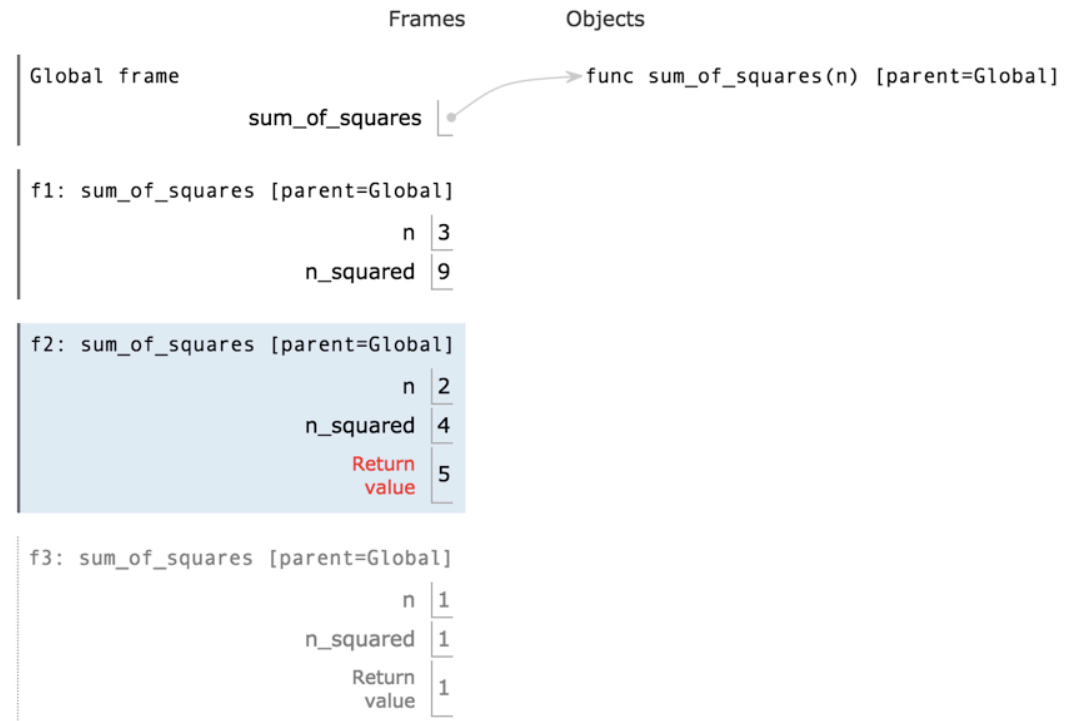 Frames Objects
Global frame
func sum_of_squares(n) [parent=Global]
sum_of_squares
f1: sum_of_squares [parent=Global]
n 3
n_squared 9
f2: sum_of_squares [parent=Global]
n 2
n_squared 4
Return
value 5
f3: sum_of_squares [parent=Global]
n 1
n_squared 1
Return
value 1